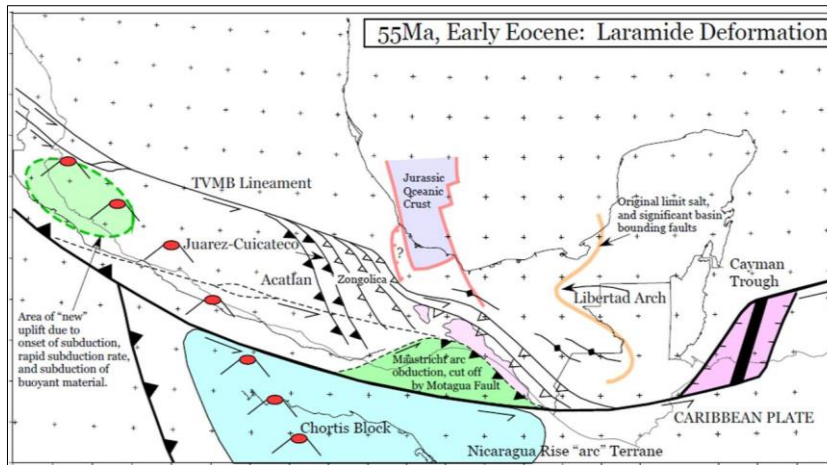 55Ma, Early Eocene: Laramide Deformation
TVMB Lineament
Jurassic
Oceanic
Crust
Original limit salt,
and significant basin
bounding faults
?
Juarez-Cuicateco
Acatlan
Zongolica
Cayman
Trough
Libertad Arch
Area of "new"
uplift due to
onset of subduction,
rapid subduction rate,
and subduction of
buoyant material.
Maastricht arc
obduction, cut off
by Motagua Fault
CARIBBEAN PLATE
Chortis Block
Nicaragua Rise "arc" Terrane